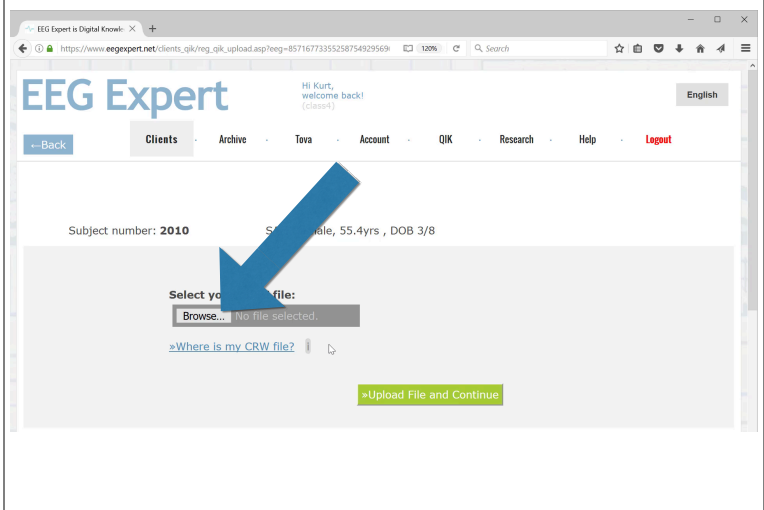 EEG Expert is Digital Knowle
https://www.eegexpert.net/clients_qik/reg_qik_upload.asp?eeg=857167733552587549295690
120%
Search
EEG Expert
Hi Kurt,
welcome back!
(class4)
English
←Back
Clients
Archive
Tova
Account
QIK
Research
Help
Logout
Subject number: 2010
55.4yrs , DOB 3/8
Select file:
Browse... No file selected.
»Where is my CRW file? i
»Upload File and Continue